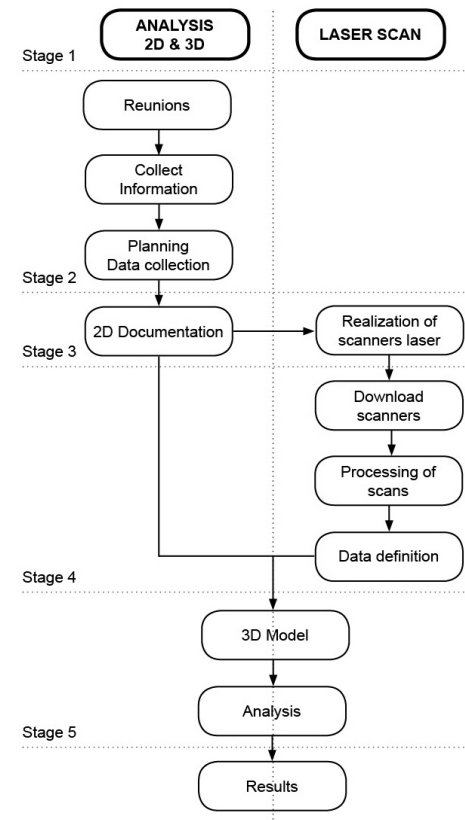 ANALYSIS
2D & 3D
LASER SCAN
Stage 1
Reunions
Collect
Information
Planning
Data collection
Stage 2
2D Documentation
Realization of
scanners laser
Stage 3
Download
scanners
Processing of
scans
Data definition
Stage 4
3D Model
Analysis
Stage 5
Results